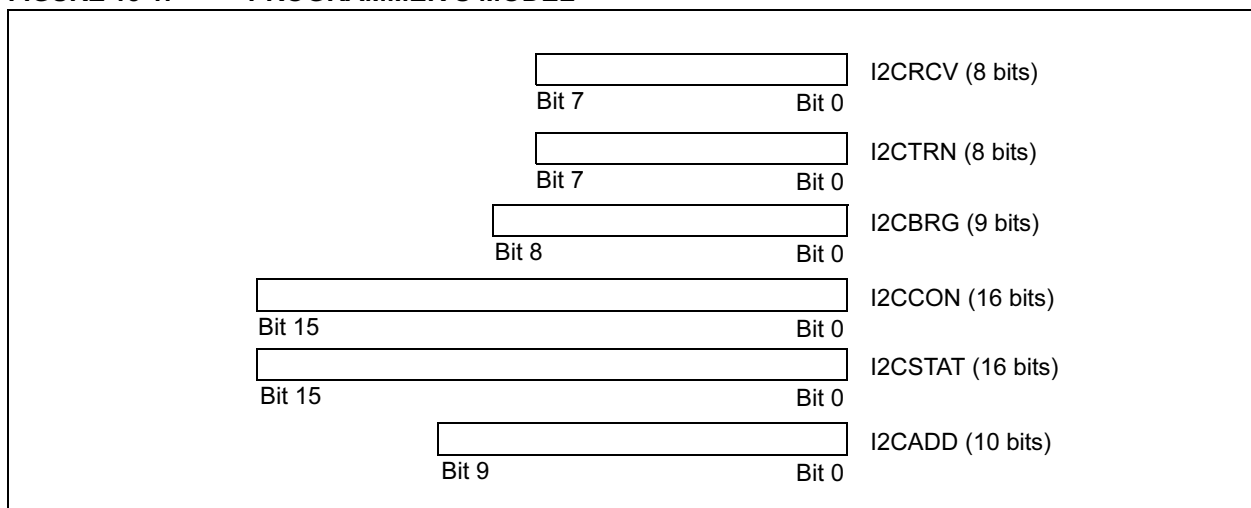 I2CRCV (8 bits)
Bit 7 Bit 0
I2CTRN (8 bits)
Bit 7 Bit 0
I2CBRG (9 bits)
Bit 8 Bit 0
I2CCON (16 bits)
Bit 15 Bit 0
I2CSTAT (16 bits)
Bit 15 Bit 0
I2CADD (10 bits)
Bit 9 Bit 0